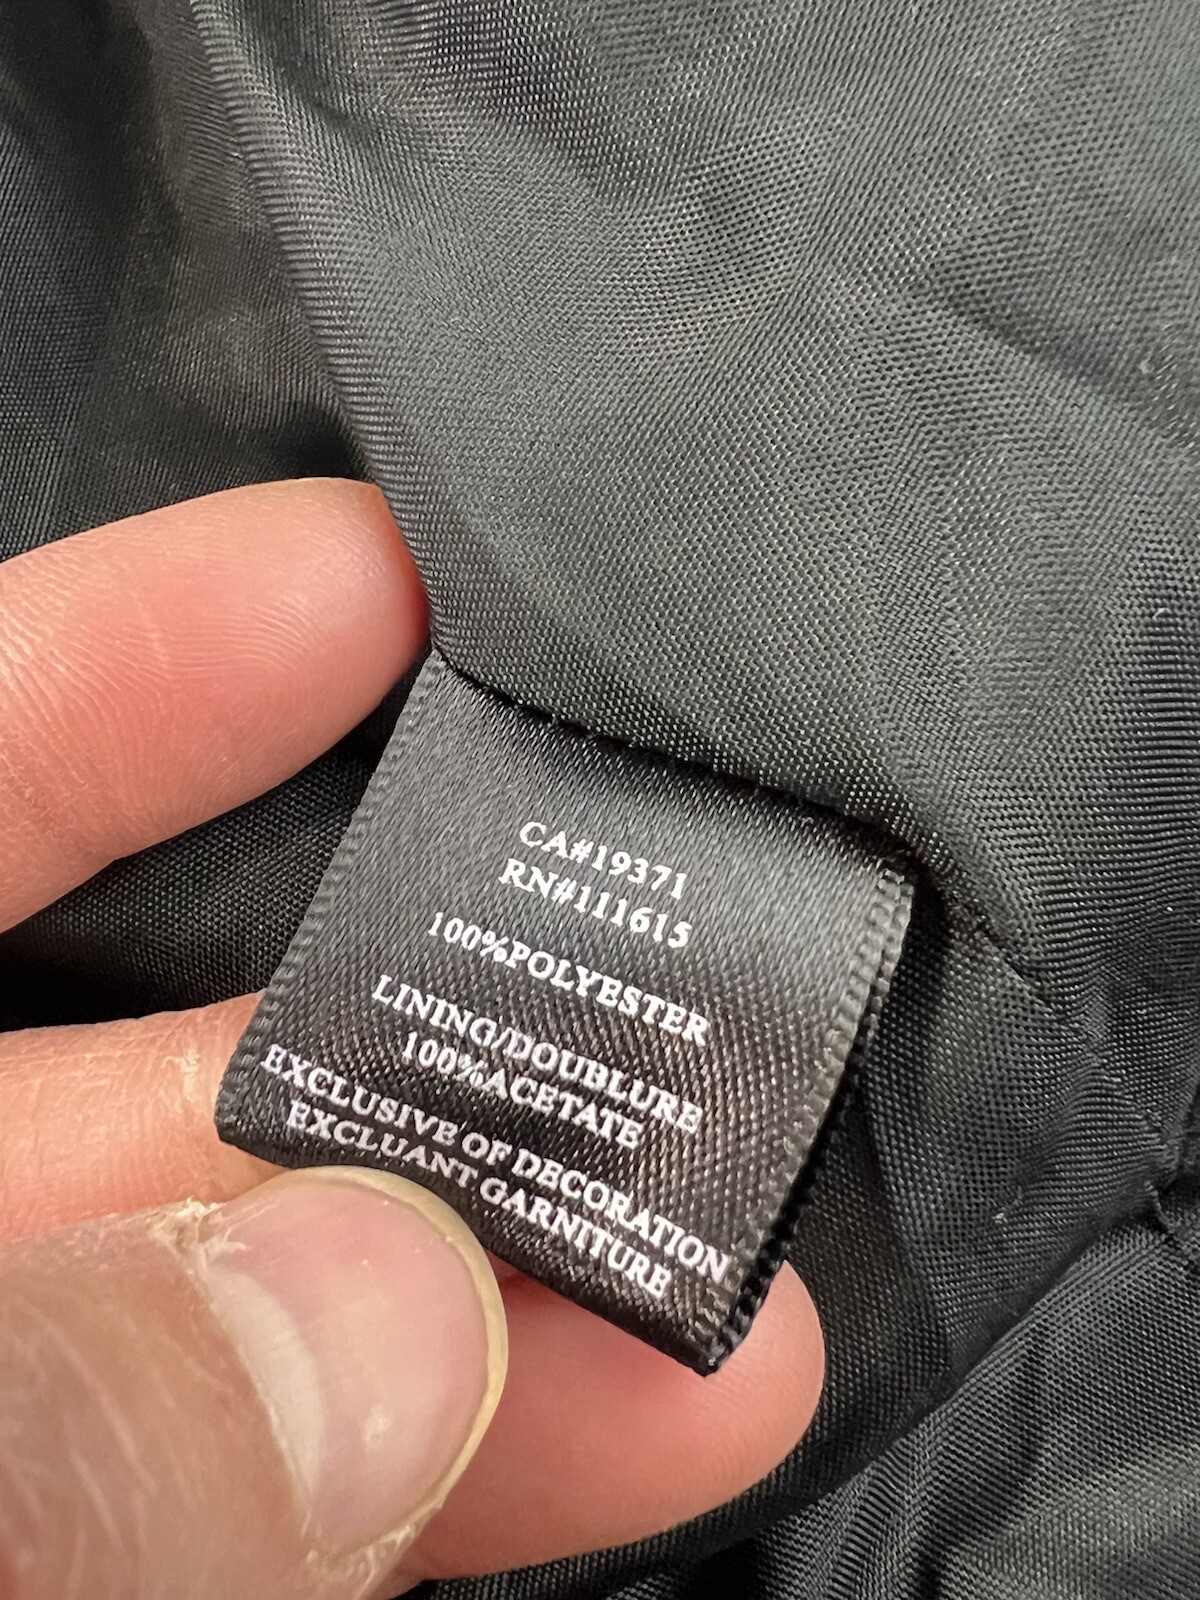 CA#19371
RN#111615
100%POLYESTER
LINING/DOUBLURE
100%ACETATE
EXCLUSIVE OF DECORATION
EXCLUANT GARNITURE